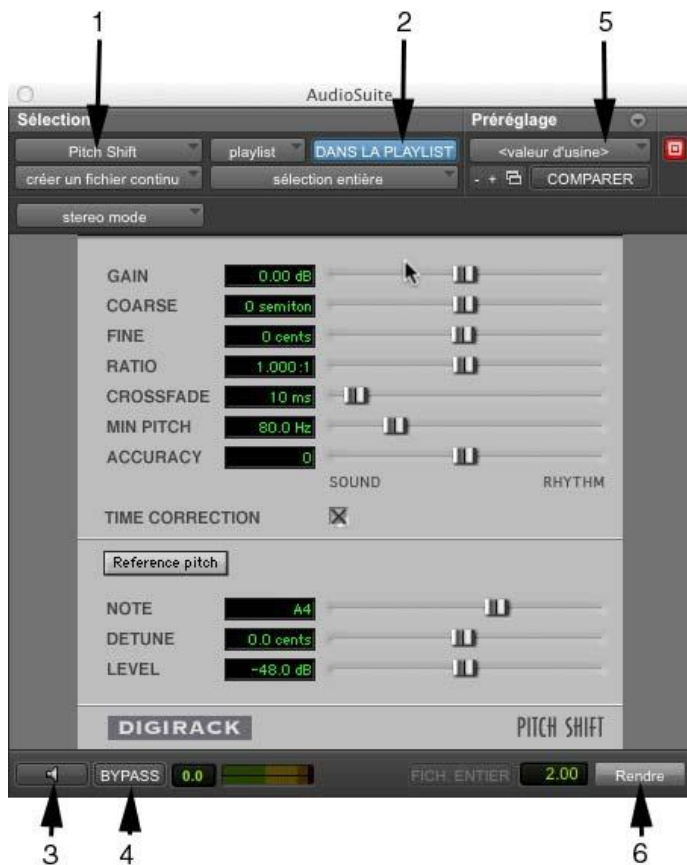 1 2 5
AudioSuite
Sélection Préréglage
Pitch Shift playlist DANS LA PLAYLIST <valeur d'usine>
créer un fichier continu sélection entière - + COMPARER
stereo mode
GAIN 0.00 dB
COARSE 0 semiton
FINE 0 cents
RATIO 1.000:1
CROSSFADE 10 ms
MIN PITCH 80.0 Hz
ACCURACY 0
SOUND RHYTHM
TIME CORRECTION
Reference pitch
NOTE A4
DETUNE 0.0 cents
LEVEL -48.0 dB
DIGIRACK PITCH SHIFT
BYPASS 0.0 FICH. ENTIER 2.00 Rendre
3 4 6